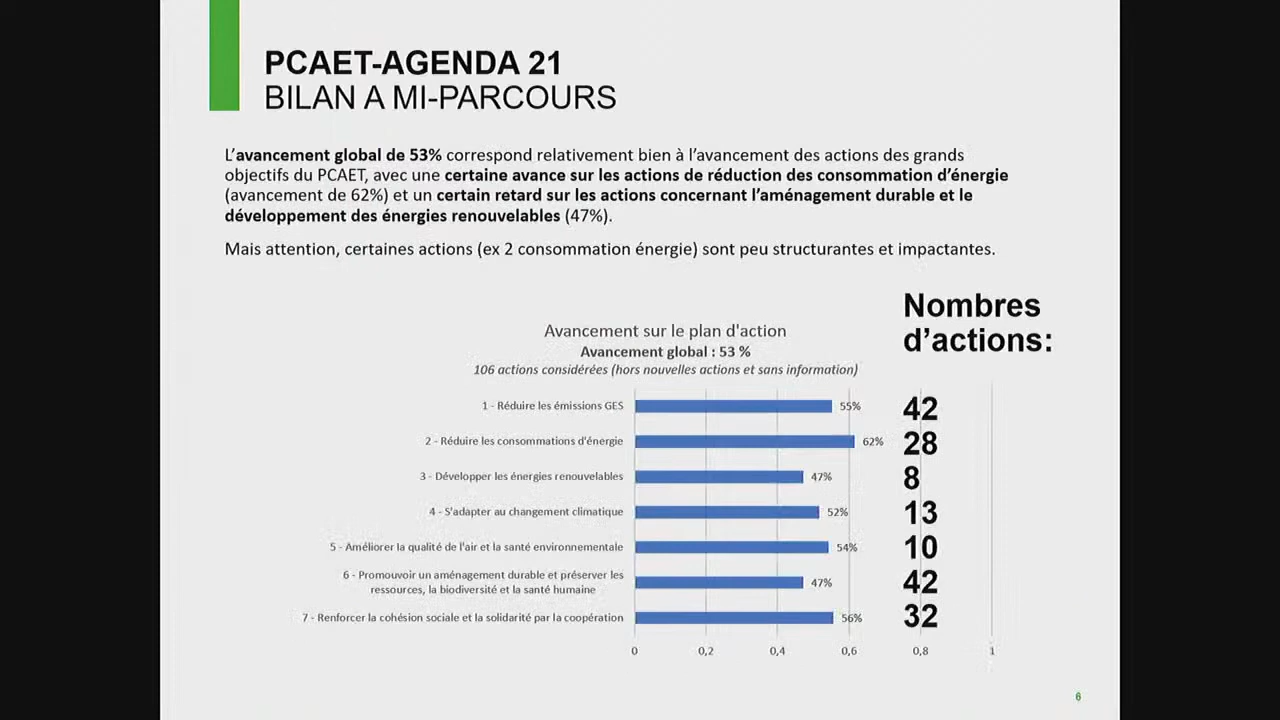 PCAET-AGENDA 21
BILAN A MI-PARCOURS
L'avancement global de 53% correspond relativement bien à l'avancement des actions des grands
objectifs du PCAET, avec une certaine avance sur les actions de réduction des consommation d'énergie
(avancement de 62%) et un certain retard sur les actions concernant l'aménagement durable et le
développement des énergies renouvelables (47%).
Mais attention, certaines actions (ex 2 consommation énergie) sont peu structurantes et impactantes.
Nombres
d'actions:
Avancement sur le plan d'action
Avancement global : 53 %
106 actions considérées (hors nouvelles actions et sans information)
1 - Réduire les émissions GES 55% 42
2 - Réduire les consommations d'énergie 62% 28
3 - Développer les énergies renouvelables 47% 8
4 - S'adapter au changement climatique 52% 13
5 - Améliorer la qualité de l'air et la santé environnementale 54% 10
6 - Promouvoir un aménagement durable et préserver les
ressources, la biodiversité et la santé humaine 47% 42
7 - Renforcer la cohésion sociale et la solidarité par la coopération 56% 32
0 0,2 0,4 0,6 0,8 1
6